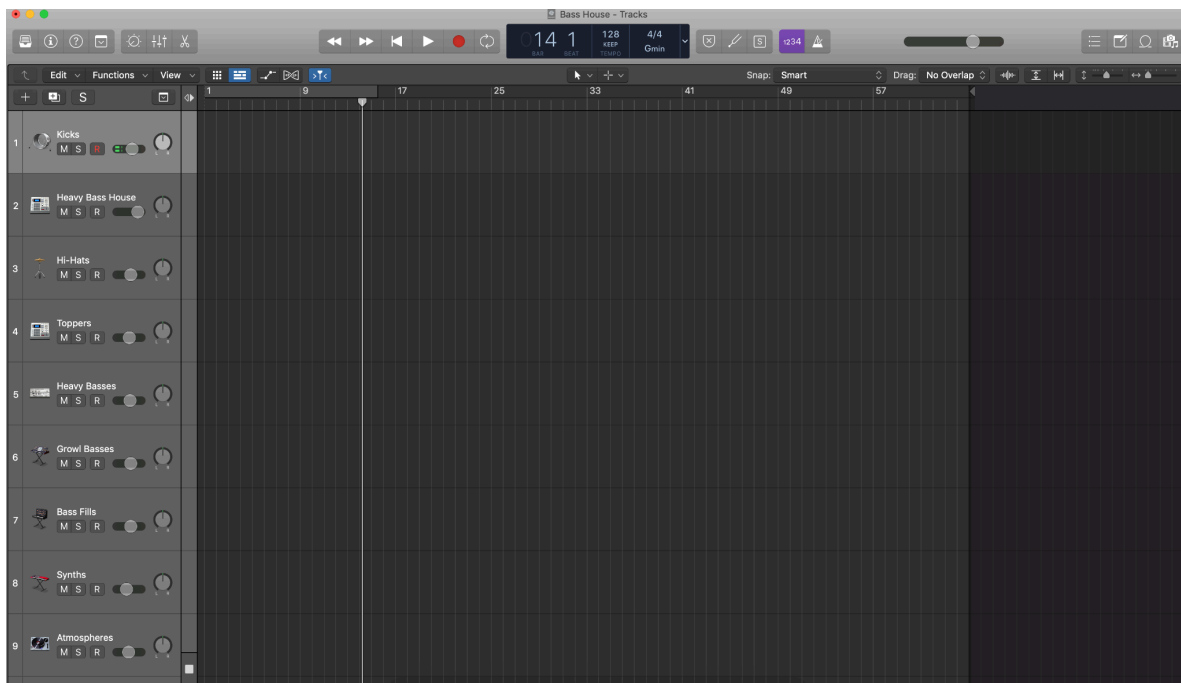 Bass House - Tracks
14 1 128 4/4
KEEP Gmin
BAR BEAT TEMPO
S 1234
Edit Functions View Snap: Smart Drag: No Overlap
S 1 9 17 25 33 41 49 57
1 Kicks
M S R
2 Heavy Bass House
M S R
3 Hi-Hats
M S R
4 Toppers
M S R
5 Heavy Basses
M S R
6 Growl Basses
M S R
7 Bass Fills
M S R
8 Synths
M S R
9 Atmospheres
M S R